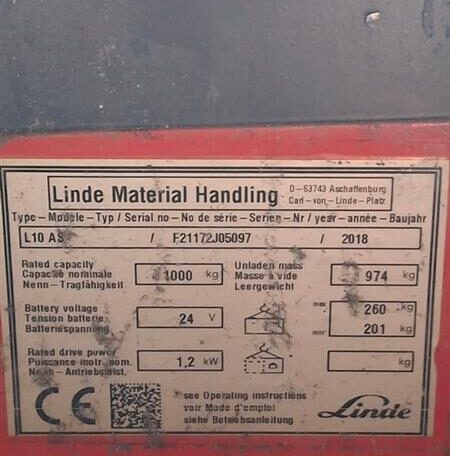 Linde Material Handling
D-63743 Aschaffenburg
Carl-von-Linde-Platz
Type-Modèle-Typ / Serial no-No de série-Serien-Nr / year-année-Baujahr
L10 AS / F21172J05097 / 2018
Rated capacity
Capacité nominale 1000 kg
Nenn-Tragfähigkeit
Unladen mass
Masse à vide 974 kg
Leergewicht
Battery voltage
Tension batterie 24 V
Batteriespannung
max 260 kg
min 201 kg
Rated drive power
Puissance motr. nom. 1,2 kW
Nenn-Antriebsleist.
kg
CE
see Operating instructions
voir Mode d'emploi
siehe Betriebsanleitung
Linde